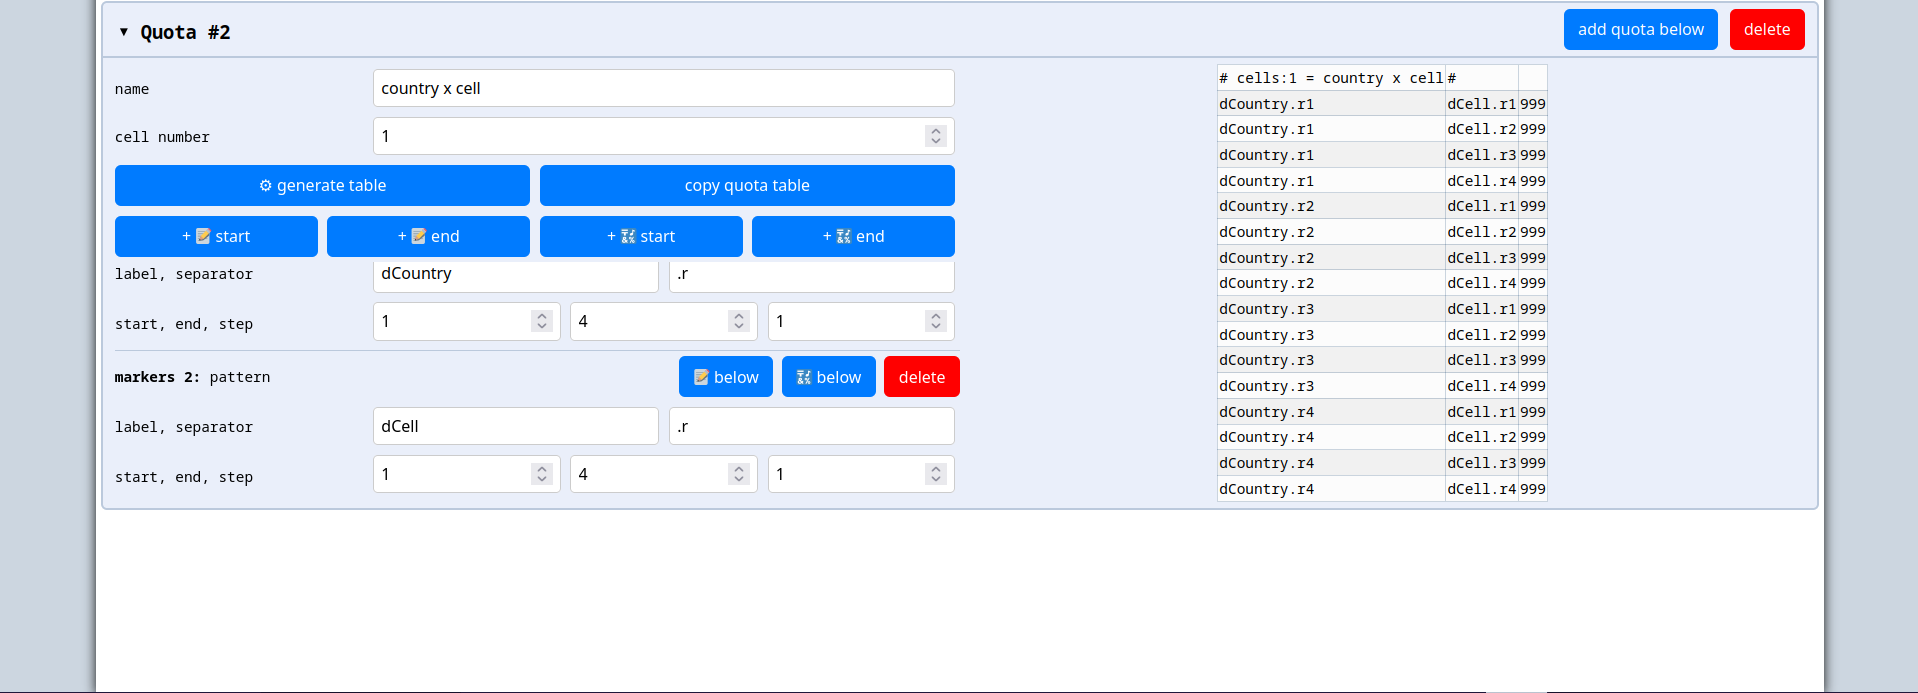 ▼ Quota #2 add quota below delete
name country x cell
cell number 1
⚙ generate table copy quota table
+ 📝 start + 📝 end + 🔣 start + 🔣 end
label, separator dCountry .r
start, end, step 1 4 1
markers 2: pattern 📝 below 🔣 below delete
label, separator dCell .r
start, end, step 1 4 1
# cells:1 = country x cell #
dCountry.r1 dCell.r1 999
dCountry.r1 dCell.r2 999
dCountry.r1 dCell.r3 999
dCountry.r1 dCell.r4 999
dCountry.r2 dCell.r1 999
dCountry.r2 dCell.r2 999
dCountry.r2 dCell.r3 999
dCountry.r2 dCell.r4 999
dCountry.r3 dCell.r1 999
dCountry.r3 dCell.r2 999
dCountry.r3 dCell.r3 999
dCountry.r3 dCell.r4 999
dCountry.r4 dCell.r1 999
dCountry.r4 dCell.r2 999
dCountry.r4 dCell.r3 999
dCountry.r4 dCell.r4 999